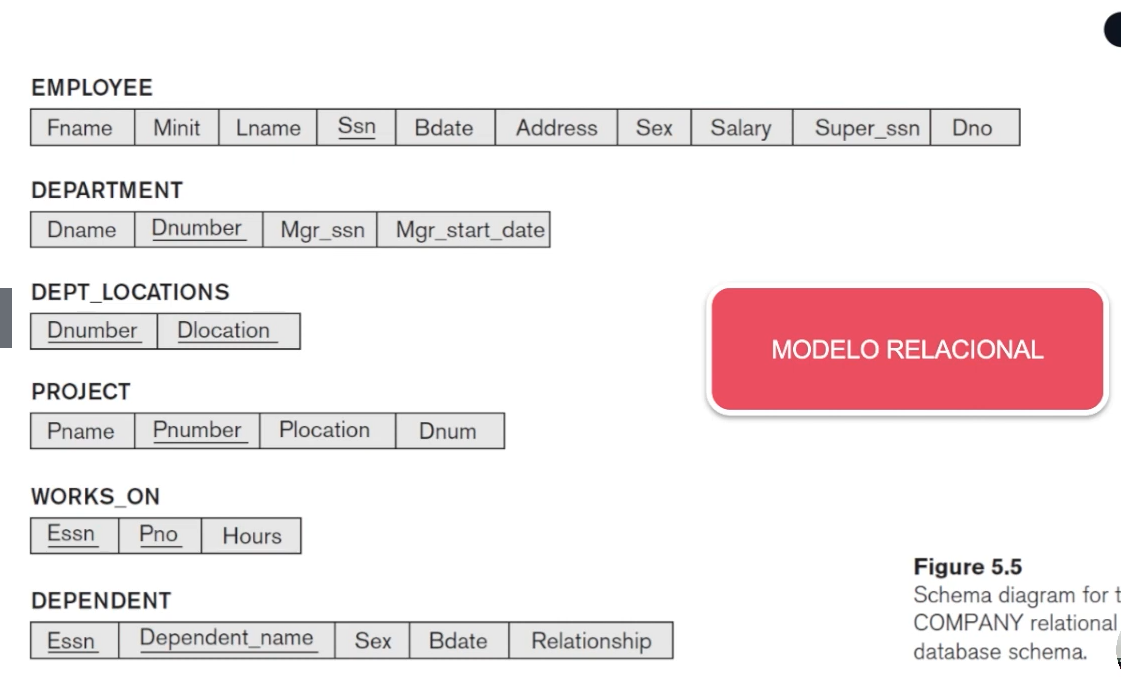 EMPLOYEE
Fname Minit Lname Ssn Bdate Address Sex Salary Super_ssn Dno
DEPARTMENT
Dname Dnumber Mgr_ssn Mgr_start_date
DEPT_LOCATIONS
Dnumber Dlocation
MODELO RELACIONAL
PROJECT
Pname Pnumber Plocation Dnum
WORKS_ON
Essn Pno Hours
DEPENDENT
Essn Dependent_name Sex Bdate Relationship
Figure 5.5
Schema diagram for
COMPANY relational
database schema.